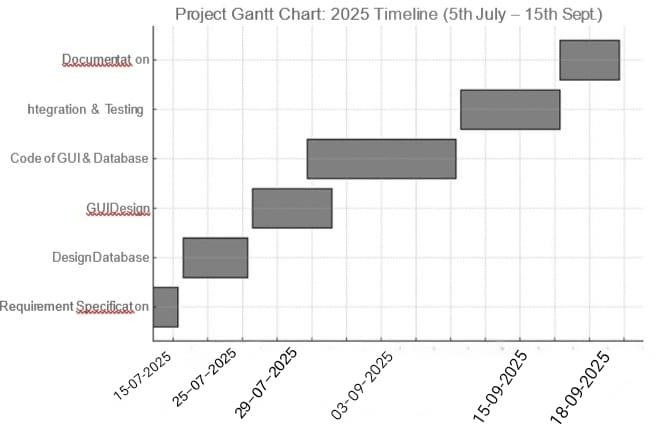 Project Gantt Chart: 2025 Timeline (5th July – 15th Sept.)
Documentat on
ntegration & Testing
Code of GUI & Database
GUIDesign
DesignDatabase
Requirement Specificat on
15-07-2025
25-07-2025
29-07-2025
03-09-2025
15-09-2025
18-09-2025